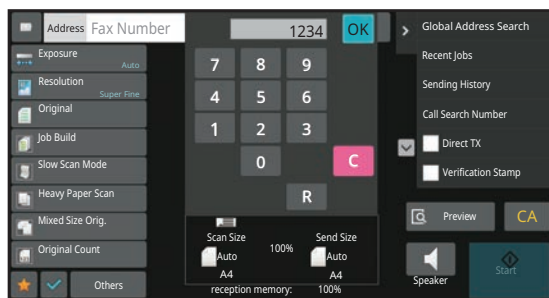 Address Fax Number
1234 OK
Exposure
Auto
Resolution
Super Fine
Original
Job Build
Slow Scan Mode
Heavy Paper Scan
Mixed Size Orig.
Original Count
Others
7 8 9
4 5 6
1 2 3
0 C
R
Scan Size Send Size
100%
Auto Auto
A4 A4
reception memory: 100%
Global Address Search
Recent Jobs
Sending History
Call Search Number
Direct TX
Verification Stamp
Preview CA
Speaker Start